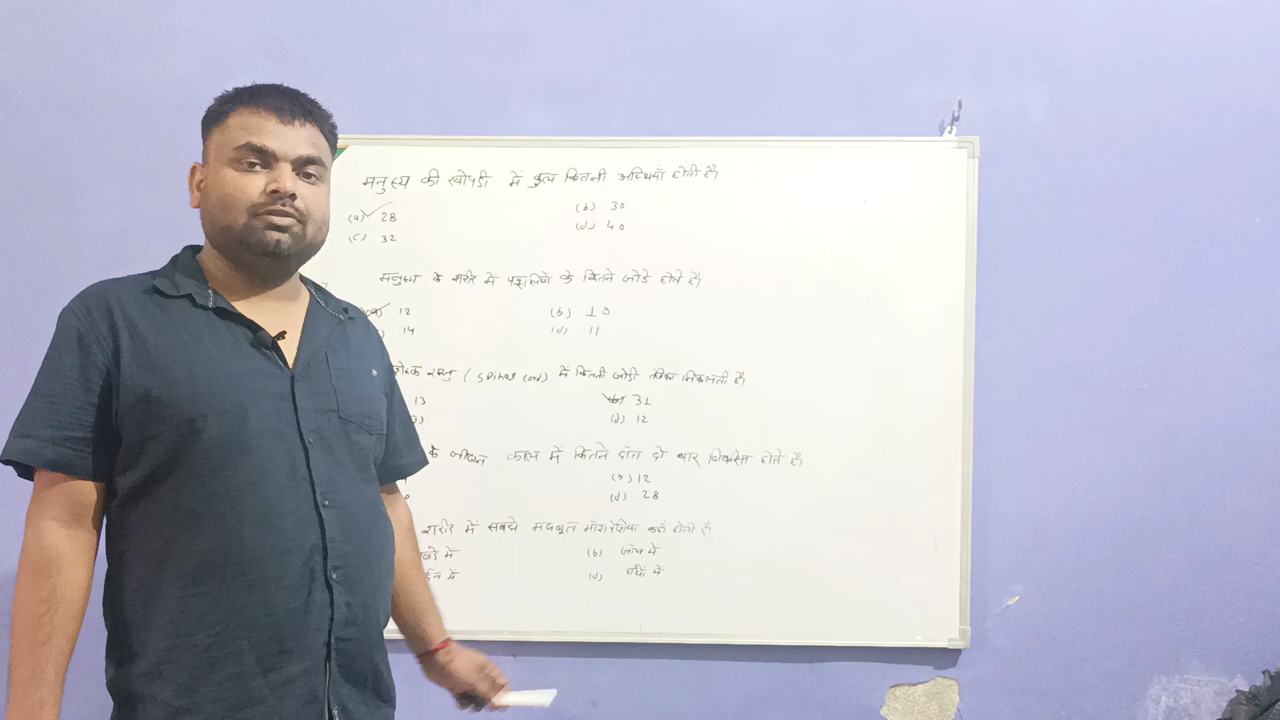 मनुस्य की खोपडी में कुल कितनी अस्थियाँ होती है।
(a) 28 (b) 30
(c) 32 (d) 40
मनुष्य के शरीर में पसलियों के कितने जोडे होते है।
12 (b) 10
14 (d) 11
रज्जु (spinal cord) में कितनी जोडी तंत्रिका निकलती है।
13 (b) 31
(d) 12
के जीवन काल में कितने दाँत दो बार विकसित होते है।
(b) 12
(d) 28
शरीर में सबसे मजबूत माँसपेशिया कहाँ होती है
में (b) जाँघ में
में (d) में